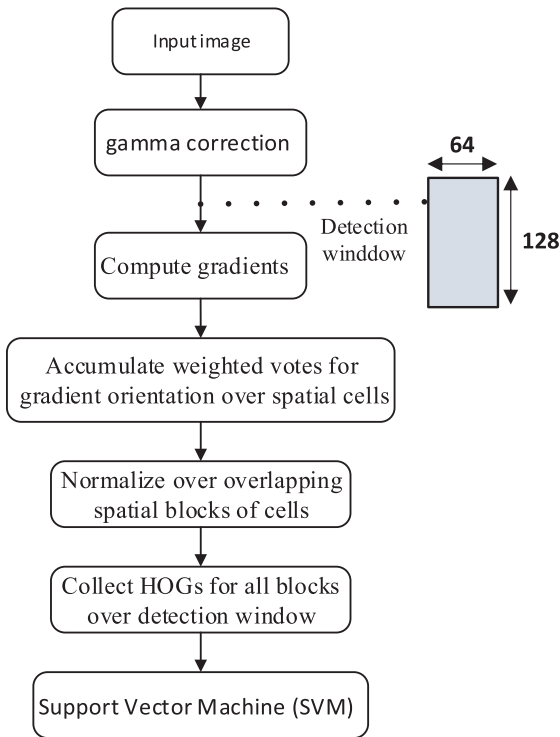 Input image
gamma correction
64
128
Detection
winddow
Compute gradients
Accumulate weighted votes for
gradient orientation over spatial cells
Normalize over overlapping
spatial blocks of cells
Collect HOGs for all blocks
over detection window
Support Vector Machine (SVM)